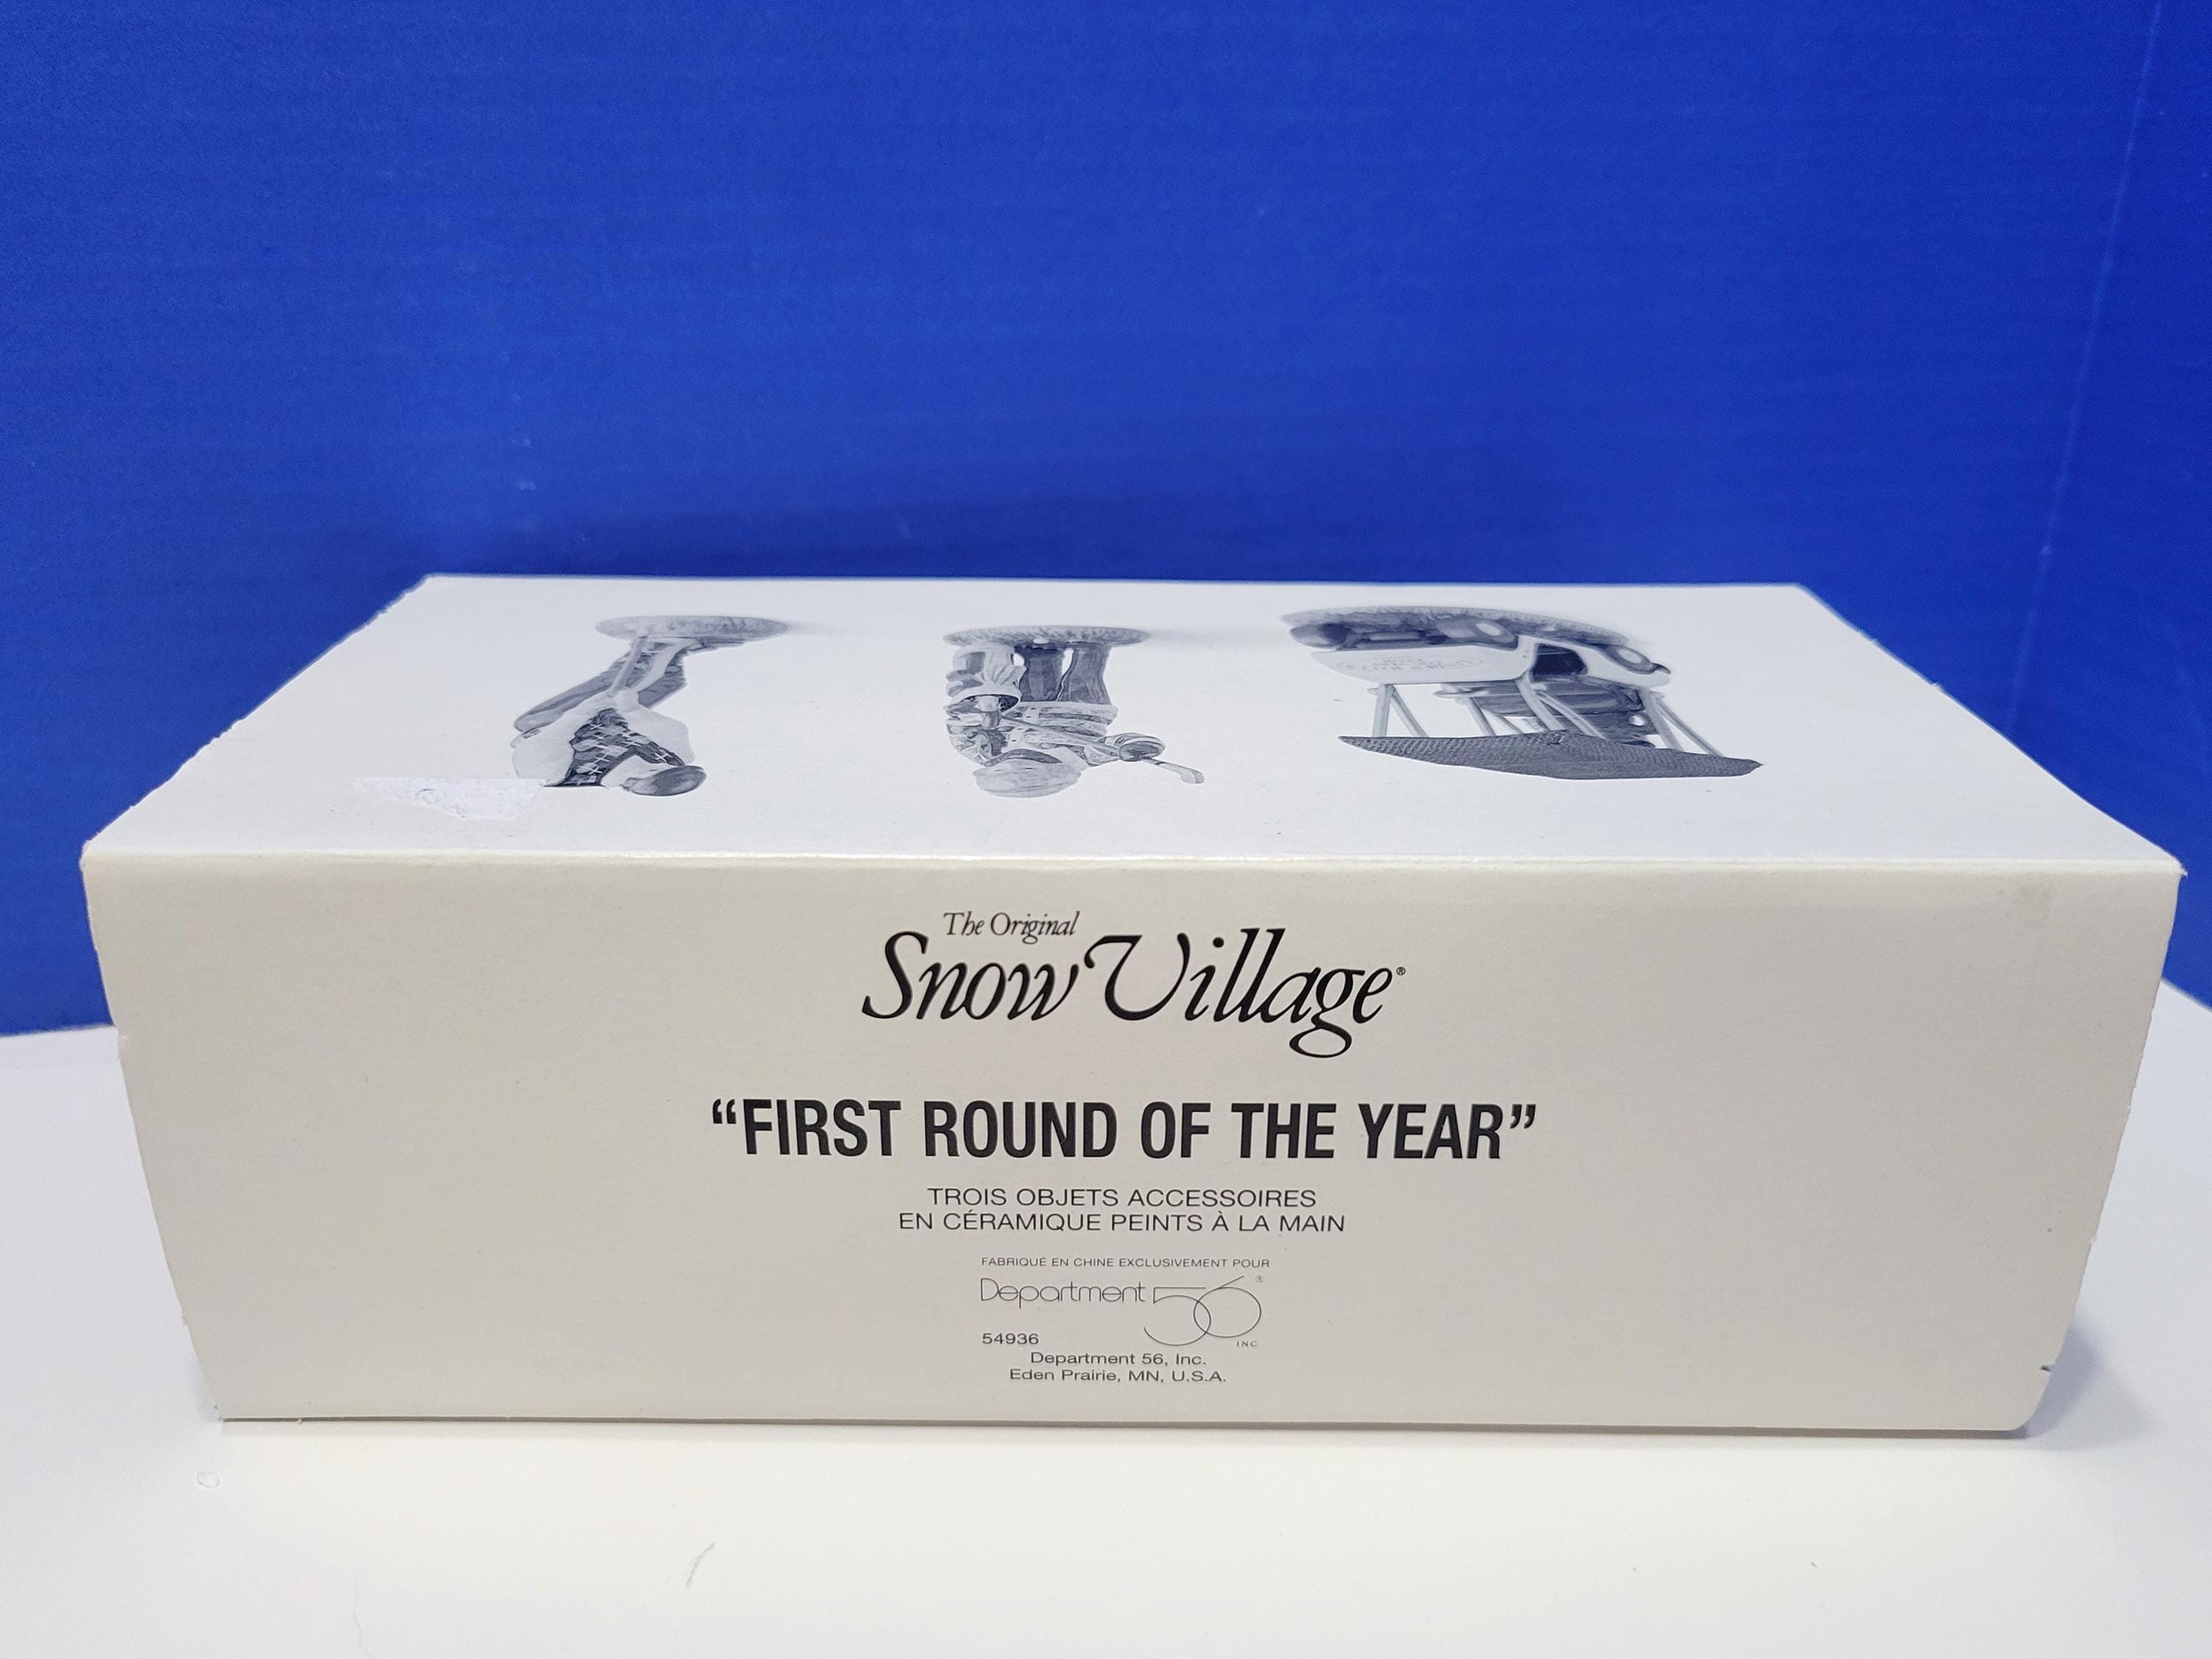 The Original
Snow Village®
“FIRST ROUND OF THE YEAR”
TROIS OBJETS ACCESSOIRES
EN CÉRAMIQUE PEINTS À LA MAIN
FABRIQUÉ EN CHINE EXCLUSIVEMENT POUR
Department 56®
INC.
54936
Department 56, Inc.
Eden Prairie, MN, U.S.A.